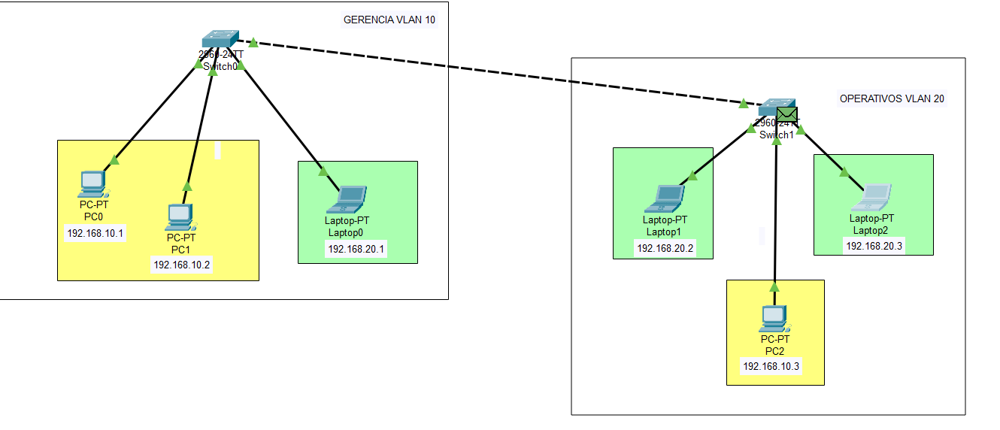 GERENCIA VLAN 10
2960-24TT
Switch0
PC-PT
PC0
192.168.10.1
PC-PT
PC1
192.168.10.2
Laptop-PT
Laptop0
192.168.20.1
OPERATIVOS VLAN 20
2960-24TT
Switch1
Laptop-PT
Laptop1
192.168.20.2
Laptop-PT
Laptop2
192.168.20.3
PC-PT
PC2
192.168.10.3